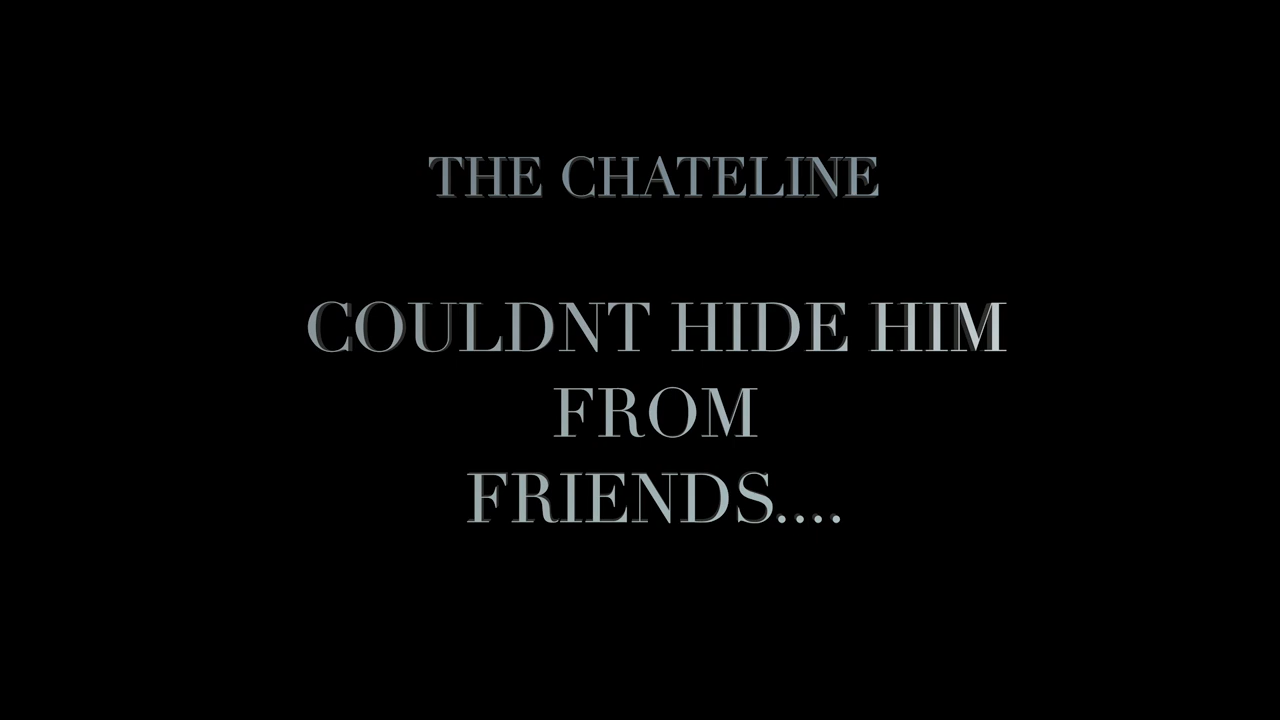 THE CHATELINE
COULDNT HIDE HIM
FROM
FRIENDS....